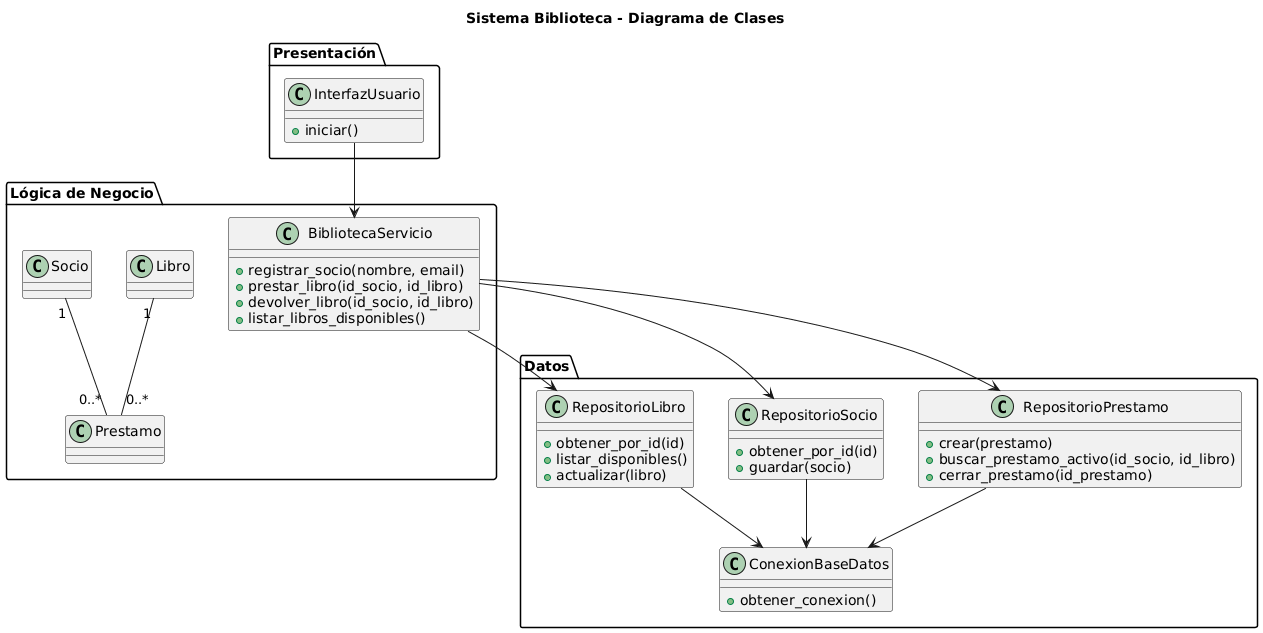 Sistema Biblioteca - Diagrama de Clases
Presentación
C InterfazUsuario
iniciar()
Lógica de Negocio
C BibliotecaServicio
registrar_socio(nombre, email)
prestar_libro(id_socio, id_libro)
devolver_libro(id_socio, id_libro)
listar_libros_disponibles()
C Socio
C Libro
1
1
0..*
0..*
C Prestamo
Datos
C RepositorioLibro
obtener_por_id(id)
listar_disponibles()
actualizar(libro)
C RepositorioSocio
obtener_por_id(id)
guardar(socio)
C RepositorioPrestamo
crear(prestamo)
buscar_prestamo_activo(id_socio, id_libro)
cerrar_prestamo(id_prestamo)
C ConexionBaseDatos
obtener_conexion()